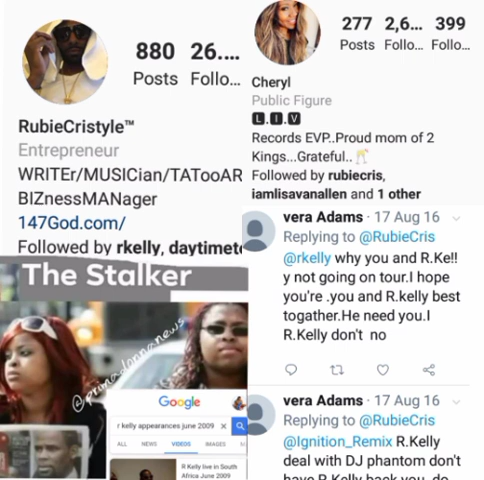 880 26....
Posts Follo...
RubieCristyle™
Entrepreneur
WRITEr/MUSICian/TATooAR
BIZnessMANager
147God.com/
Followed by rkelly, daytimete
277 2,6... 399
Posts Follo... Follo...
Cheryl
Public Figure
L.I.V
Records EVP..Proud mom of 2
Kings...Grateful..🥂
Followed by rubiecris,
iamlisavanallen and 1 other
vera Adams · 17 Aug 16
Replying to @RubieCris
@rkelly why you and R.Ke!!
y not going on tour.I hope
you're .you and R.kelly best
togather.He need you.I
R.Kelly don't no
vera Adams · 17 Aug 16
Replying to @RubieCris
@Ignition_Remix R.Kelly
deal with DJ phantom don't
have R Kelly back you do
The Stalker
@primadonnanews
Google
r kelly appearances june 2009
ALL NEWS VIDEOS IMAGES
R Kelly live in South
Africa June 2009